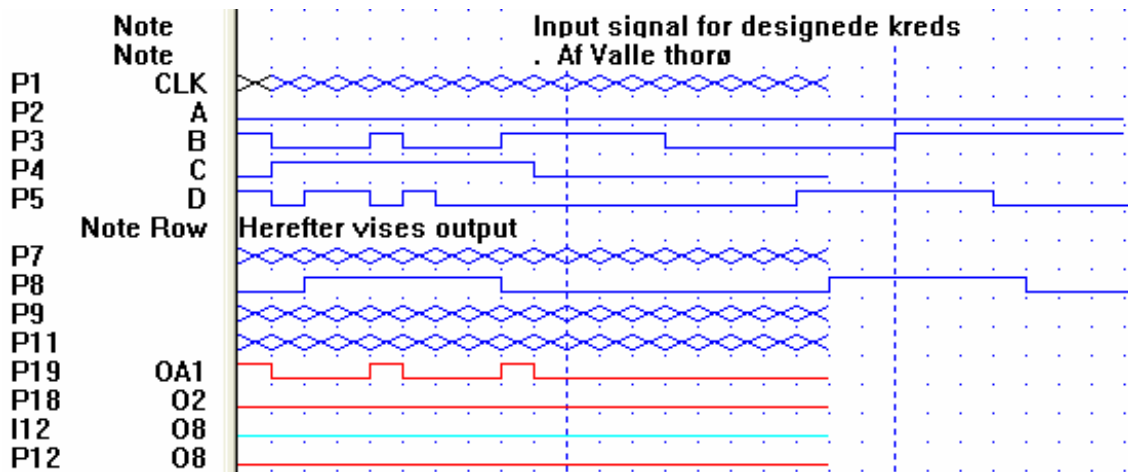 Note Input signal for designede kreds
Note . Af Valle thorø
P1 CLK
P2 A
P3 B
P4 C
P5 D
Note Row Herefter vises output
P7
P8
P9
P11
P19 OA1
P18 O2
I12 O8
P12 O8